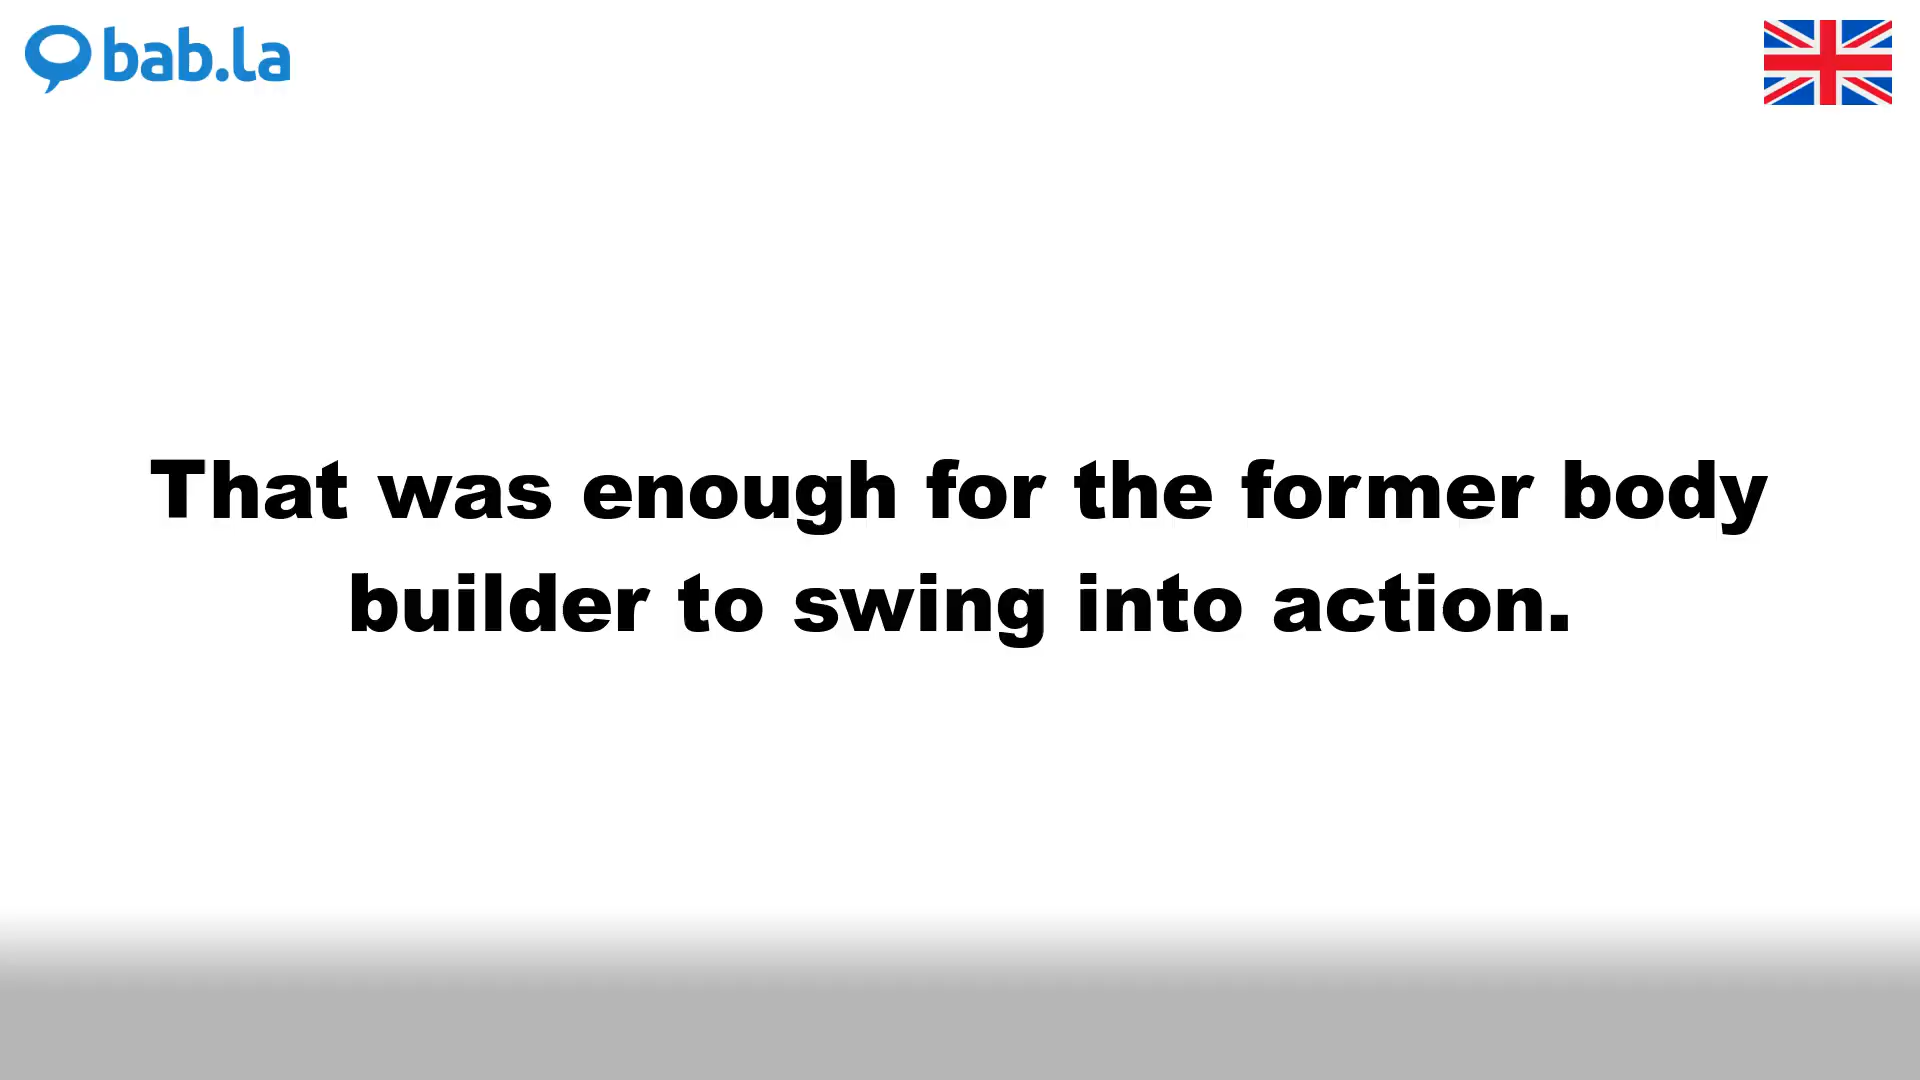 bab.la
That was enough for the former body
builder to swing into action.